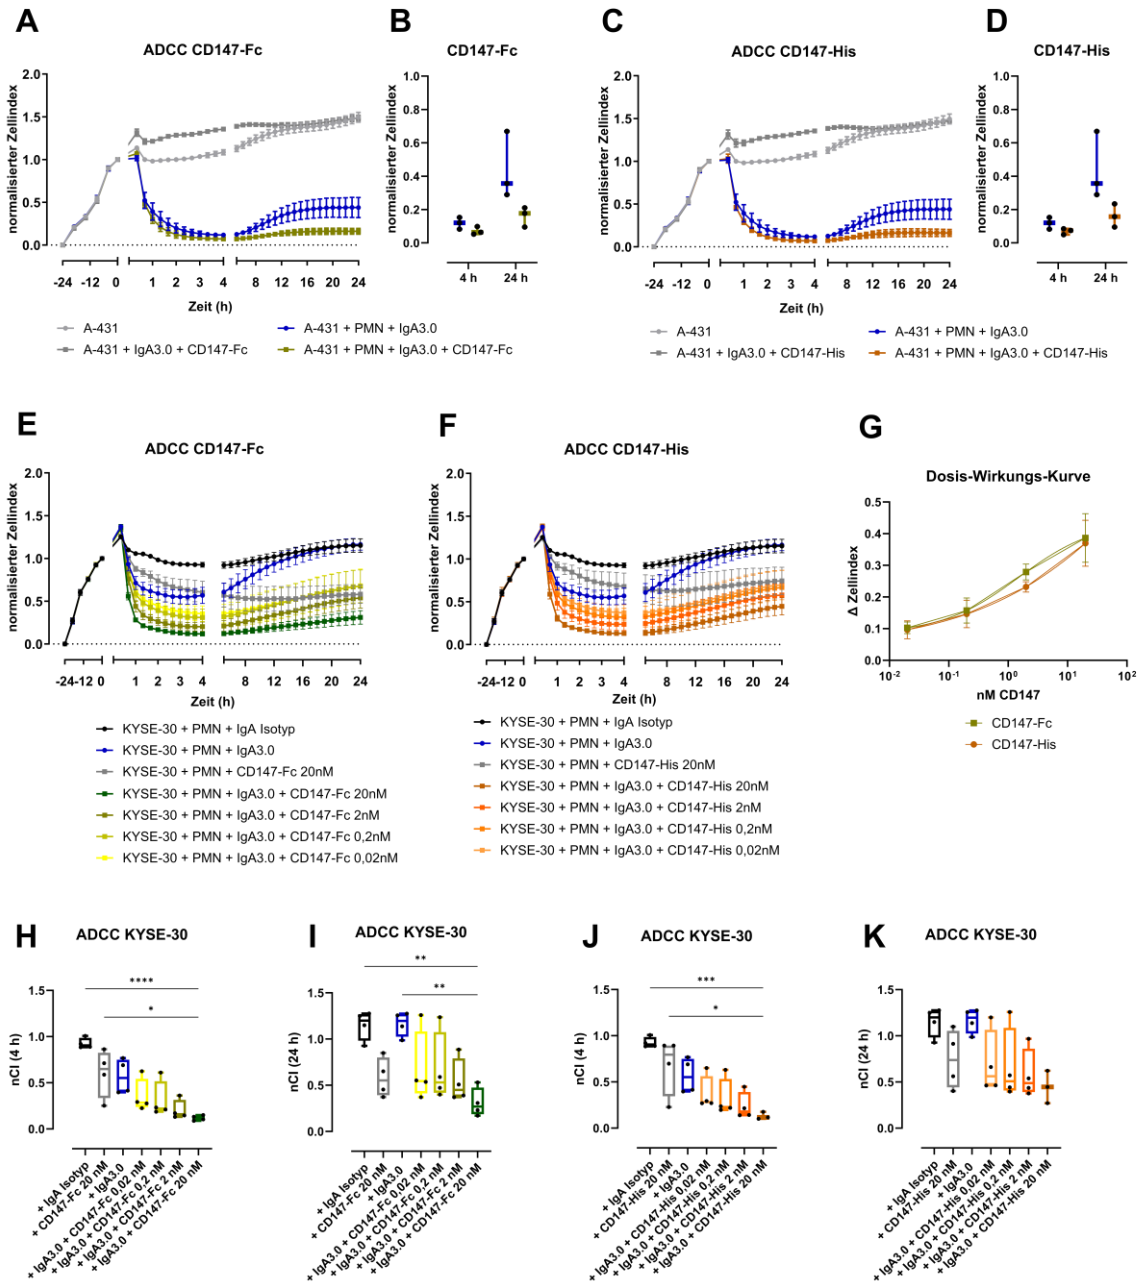 A
ADCC CD147-Fc
normalisierter Zellindex
2.0
1.5
1.0
0.5
0.0
-24 -12 0 1 2 3 4 8 12 16 20 24
Zeit (h)
B
CD147-Fc
normalisierter Zellindex
1.0
0.8
0.6
0.4
0.2
0.0
4 h 24 h
A-431
A-431 + PMN + IgA3.0
A-431 + IgA3.0 + CD147-Fc
A-431 + PMN + IgA3.0 + CD147-Fc
C
ADCC CD147-His
normalisierter Zellindex
2.0
1.5
1.0
0.5
0.0
-24 -12 0 1 2 3 4 8 12 16 20 24
Zeit (h)
D
CD147-His
normalisierter Zellindex
1.0
0.8
0.6
0.4
0.2
0.0
4 h 24 h
A-431
A-431 + PMN + IgA3.0
A-431 + IgA3.0 + CD147-His
A-431 + PMN + IgA3.0 + CD147-His
E
ADCC CD147-Fc
normalisierter Zellindex
2.0
1.5
1.0
0.5
0.0
-24 -12 0 1 2 3 4 8 12 16 20 24
Zeit (h)
KYSE-30 + PMN + IgA Isotyp
KYSE-30 + PMN + IgA3.0
KYSE-30 + PMN + CD147-Fc 20nM
KYSE-30 + PMN + IgA3.0 + CD147-Fc 20nM
KYSE-30 + PMN + IgA3.0 + CD147-Fc 2nM
KYSE-30 + PMN + IgA3.0 + CD147-Fc 0,2nM
KYSE-30 + PMN + IgA3.0 + CD147-Fc 0,02nM
F
ADCC CD147-His
normalisierter Zellindex
2.0
1.5
1.0
0.5
0.0
-24 -12 0 1 2 3 4 8 12 16 20 24
Zeit (h)
KYSE-30 + PMN + IgA Isotyp
KYSE-30 + PMN + IgA3.0
KYSE-30 + PMN + CD147-His 20nM
KYSE-30 + PMN + IgA3.0 + CD147-His 20nM
KYSE-30 + PMN + IgA3.0 + CD147-His 2nM
KYSE-30 + PMN + IgA3.0 + CD147-His 0,2nM
KYSE-30 + PMN + IgA3.0 + CD147-His 0,02nM
G
Dosis-Wirkungs-Kurve
Δ Zellindex
0.5
0.4
0.3
0.2
0.1
0.0
10⁻² 10⁻¹ 10⁰ 10¹ 10²
nM CD147
CD147-Fc
CD147-His
H
ADCC KYSE-30
****
*
nCI (4 h)
1.5
1.0
0.5
0.0
+ IgA Isotyp
+ CD147-Fc 20 nM
+ IgA3.0
+ IgA3.0 + CD147-Fc 0.02 nM
+ IgA3.0 + CD147-Fc 0.2 nM
+ IgA3.0 + CD147-Fc 2 nM
+ IgA3.0 + CD147-Fc 20 nM
I
ADCC KYSE-30
**
**
nCI (24 h)
1.5
1.0
0.5
0.0
+ IgA Isotyp
+ CD147-Fc 20 nM
+ IgA3.0
+ IgA3.0 + CD147-Fc 0.02 nM
+ IgA3.0 + CD147-Fc 0.2 nM
+ IgA3.0 + CD147-Fc 2 nM
+ IgA3.0 + CD147-Fc 20 nM
J
ADCC KYSE-30
***
*
nCI (4 h)
1.5
1.0
0.5
0.0
+ IgA Isotyp
+ CD147-His 20 nM
+ IgA3.0
+ IgA3.0 + CD147-His 0.02 nM
+ IgA3.0 + CD147-His 0.2 nM
+ IgA3.0 + CD147-His 2 nM
+ IgA3.0 + CD147-His 20 nM
K
ADCC KYSE-30
nCI (24 h)
1.5
1.0
0.5
0.0
+ IgA Isotyp
+ CD147-His 20 nM
+ IgA3.0
+ IgA3.0 + CD147-His 0.02 nM
+ IgA3.0 + CD147-His 0.2 nM
+ IgA3.0 + CD147-His 2 nM
+ IgA3.0 + CD147-His 20 nM